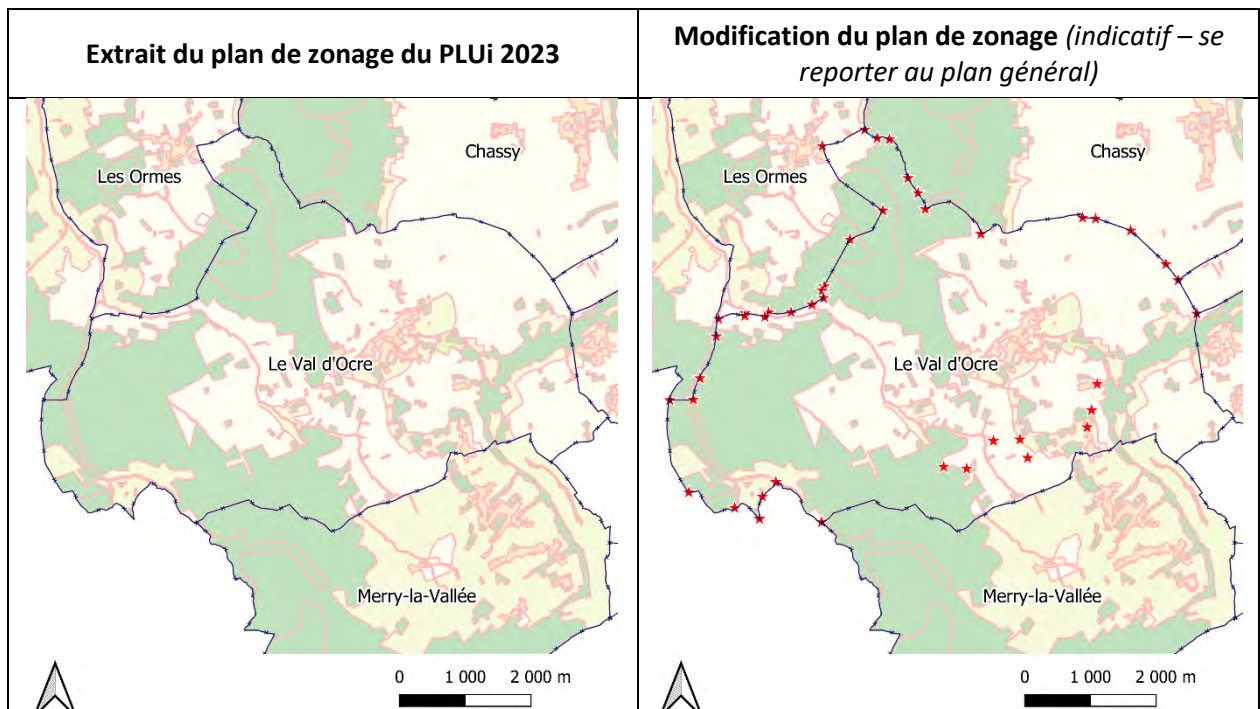 Extrait du plan de zonage du PLUi 2023
Modification du plan de zonage (indicatif – se
reporter au plan général)
Les Ormes
Chassy
Le Val d'Ocre
Merry-la-Vallée
0 1 000 2 000 m
Les Ormes
Chassy
Le Val d'Ocre
Merry-la-Vallée
0 1 000 2 000 m